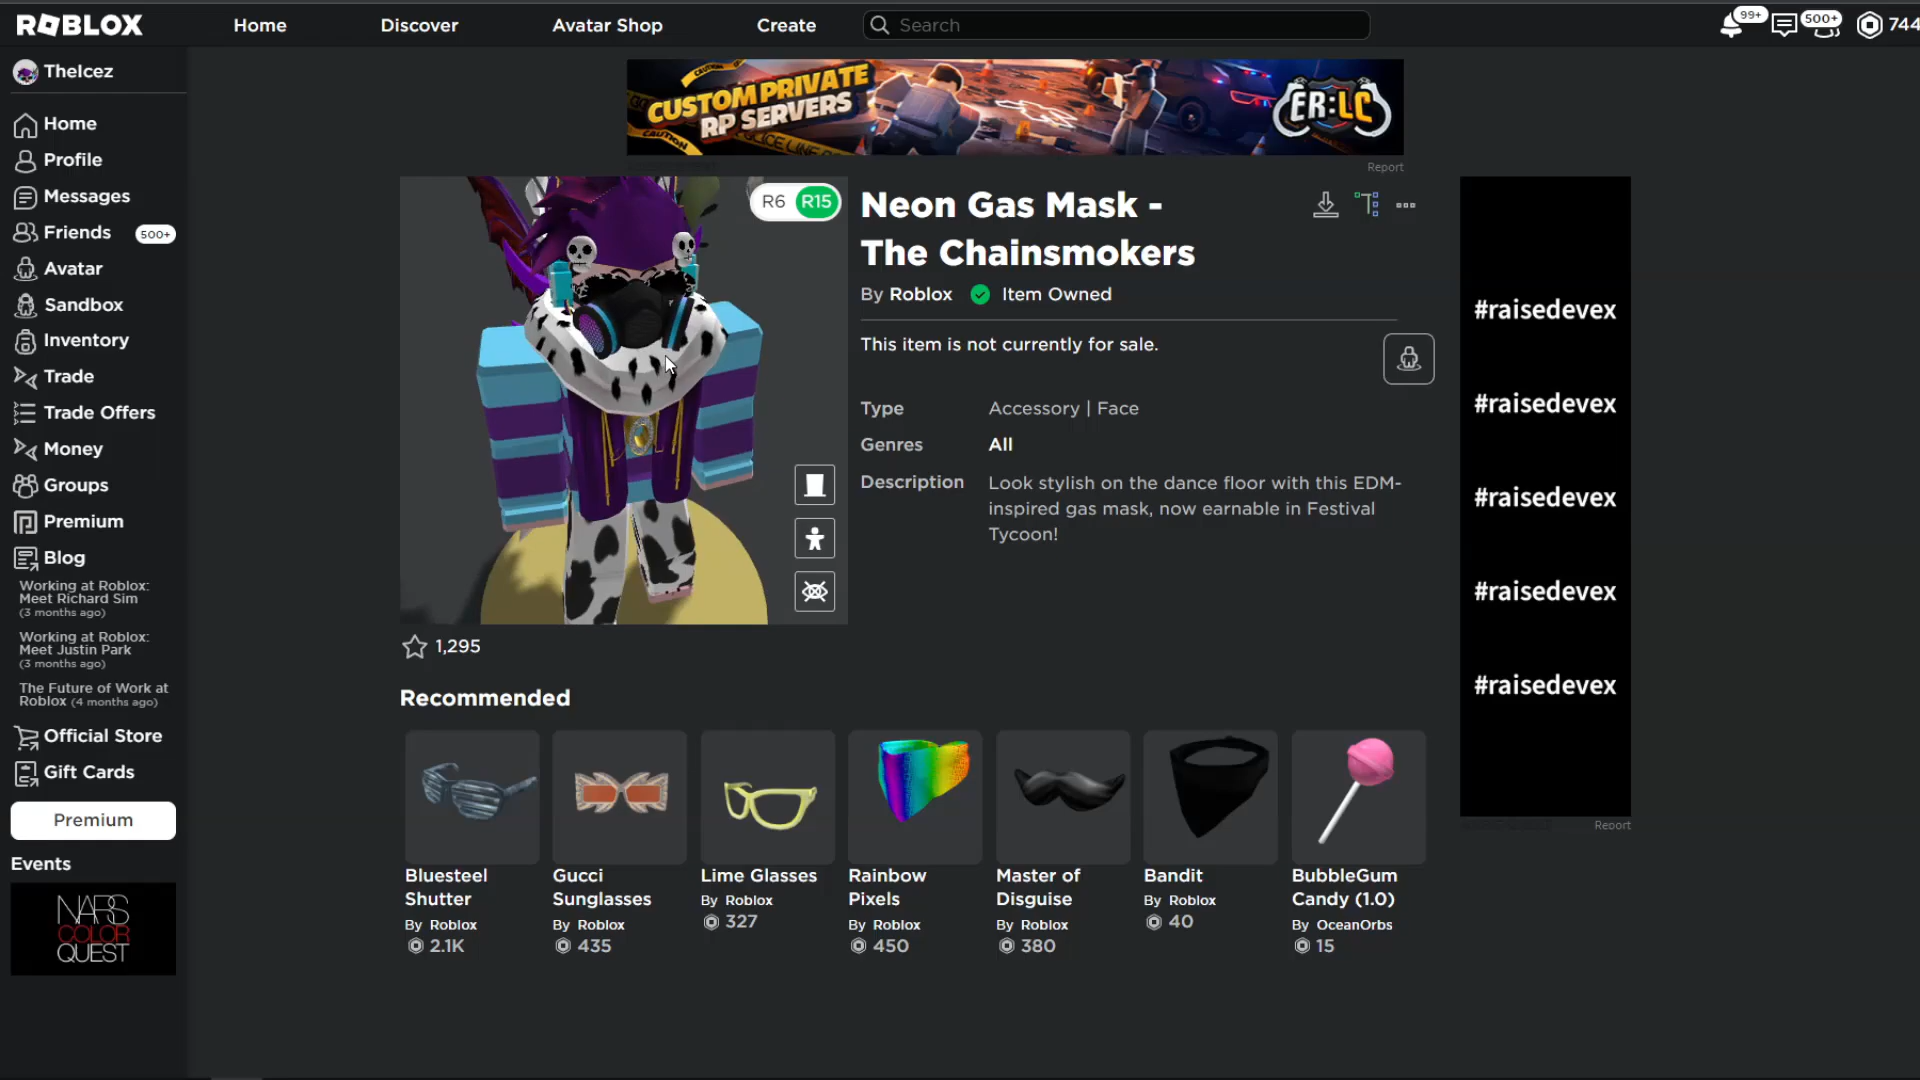 ROBLOX
Home
Discover
Avatar Shop
Create
Search
99+
500+
744
TheIcez
Home
Profile
Messages
Friends
500+
Avatar
Sandbox
Inventory
Trade
Trade Offers
Money
Groups
Premium
Blog
Working at Roblox:
Meet Richard Sim
(3 months ago)
Working at Roblox:
Meet Justin Park
(3 months ago)
The Future of Work at
Roblox (4 months ago)
Official Store
Gift Cards
Premium
Events
NARS
COLOR
QUEST
CAUTION
CUSTOM PRIVATE
RP SERVERS
CAUTION
POLICE LINE
ER:LC
Report
R6 R15
Neon Gas Mask -
The Chainsmokers
By Roblox
Item Owned
This item is not currently for sale.
Type
Accessory | Face
Genres
All
Description
Look stylish on the dance floor with this EDM-
inspired gas mask, now earnable in Festival
Tycoon!
1,295
#raisedevex
#raisedevex
#raisedevex
#raisedevex
#raisedevex
Report
Recommended
Bluesteel
Shutter
By Roblox
2.1K
Gucci
Sunglasses
By Roblox
435
Lime Glasses
By Roblox
327
Rainbow
Pixels
By Roblox
450
Master of
Disguise
By Roblox
380
Bandit
By Roblox
40
BubbleGum
Candy (1.0)
By OceanOrbs
15